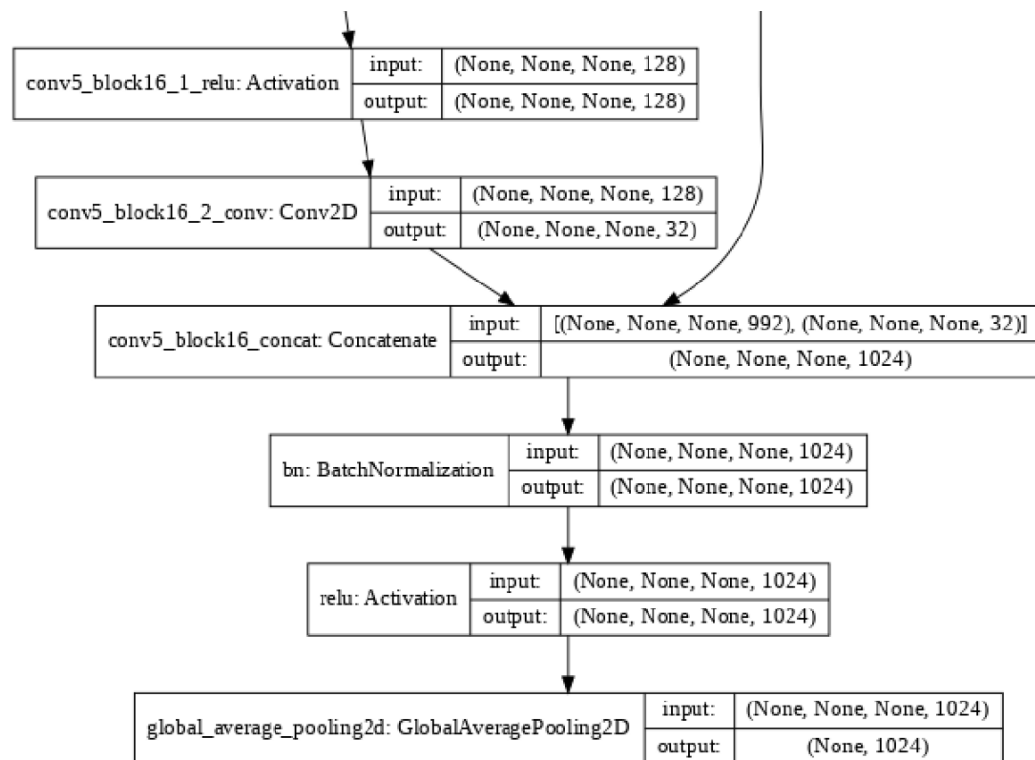 conv5_block16_1_relu: Activation
input: (None, None, None, 128)
output: (None, None, None, 128)
conv5_block16_2_conv: Conv2D
input: (None, None, None, 128)
output: (None, None, None, 32)
conv5_block16_concat: Concatenate
input: [(None, None, None, 992), (None, None, None, 32)]
output: (None, None, None, 1024)
bn: BatchNormalization
input: (None, None, None, 1024)
output: (None, None, None, 1024)
relu: Activation
input: (None, None, None, 1024)
output: (None, None, None, 1024)
global_average_pooling2d: GlobalAveragePooling2D
input: (None, None, None, 1024)
output: (None, 1024)